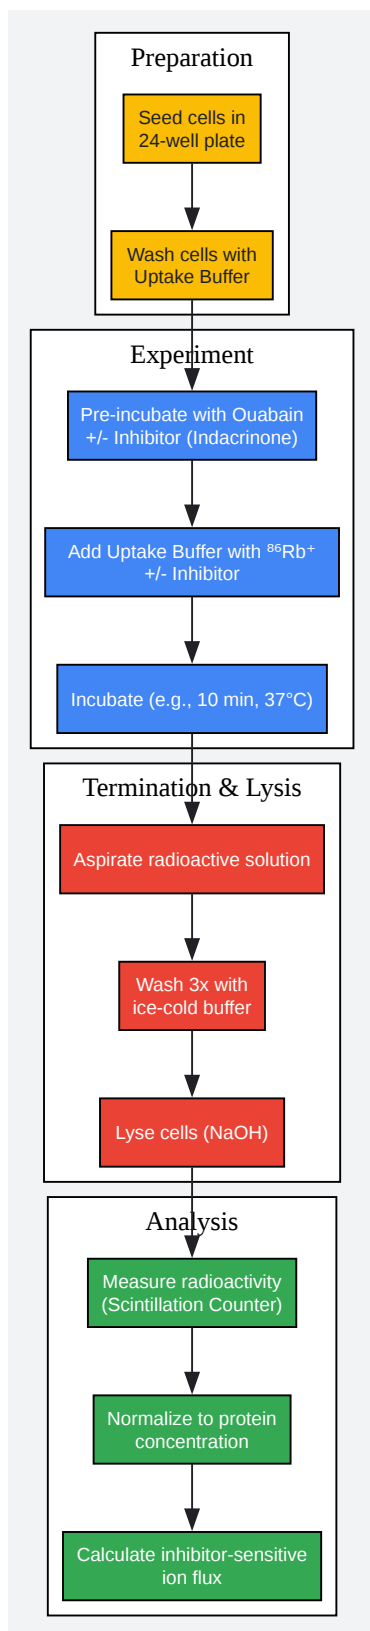 Preparation
Seed cells in
24-well plate
Wash cells with
Uptake Buffer
Experiment
Pre-incubate with Ouabain
+/- Inhibitor (Indacrinone)
Add Uptake Buffer with ⁸⁶Rb⁺
+/- Inhibitor
Incubate (e.g., 10 min, 37°C)
Termination & Lysis
Aspirate radioactive solution
Wash 3x with
ice-cold buffer
Lyse cells (NaOH)
Analysis
Measure radioactivity
(Scintillation Counter)
Normalize to protein
concentration
Calculate inhibitor-sensitive
ion flux